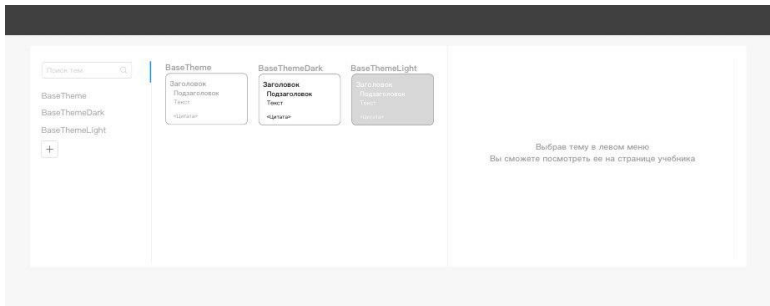 Поиск тем
BaseTheme
BaseThemeDark
BaseThemeLight
+
BaseTheme
Заголовок
Подзаголовок
Текст
«Цитата»
BaseThemeDark
Заголовок
Подзаголовок
Текст
«Цитата»
BaseThemeLight
Заголовок
Подзаголовок
Текст
«Цитата»
Выбрав тему в левом меню
Вы сможете посмотреть ее на странице учебника